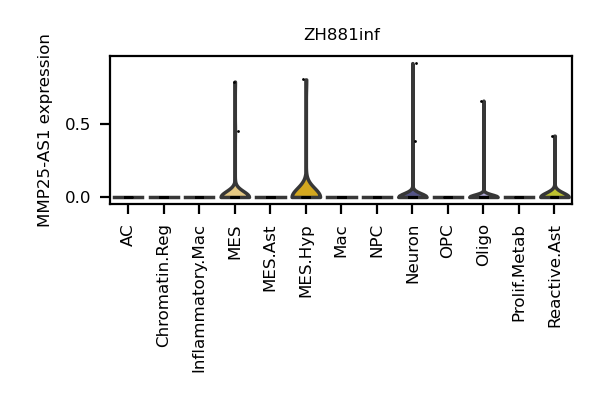 ZH881inf
MMP25-AS1 expression
0.5
0.0
AC
Chromatin.Reg
Inflammatory.Mac
MES
MES.Ast
MES.Hyp
Mac
NPC
Neuron
OPC
Oligo
Prolif.Metab
Reactive.Ast